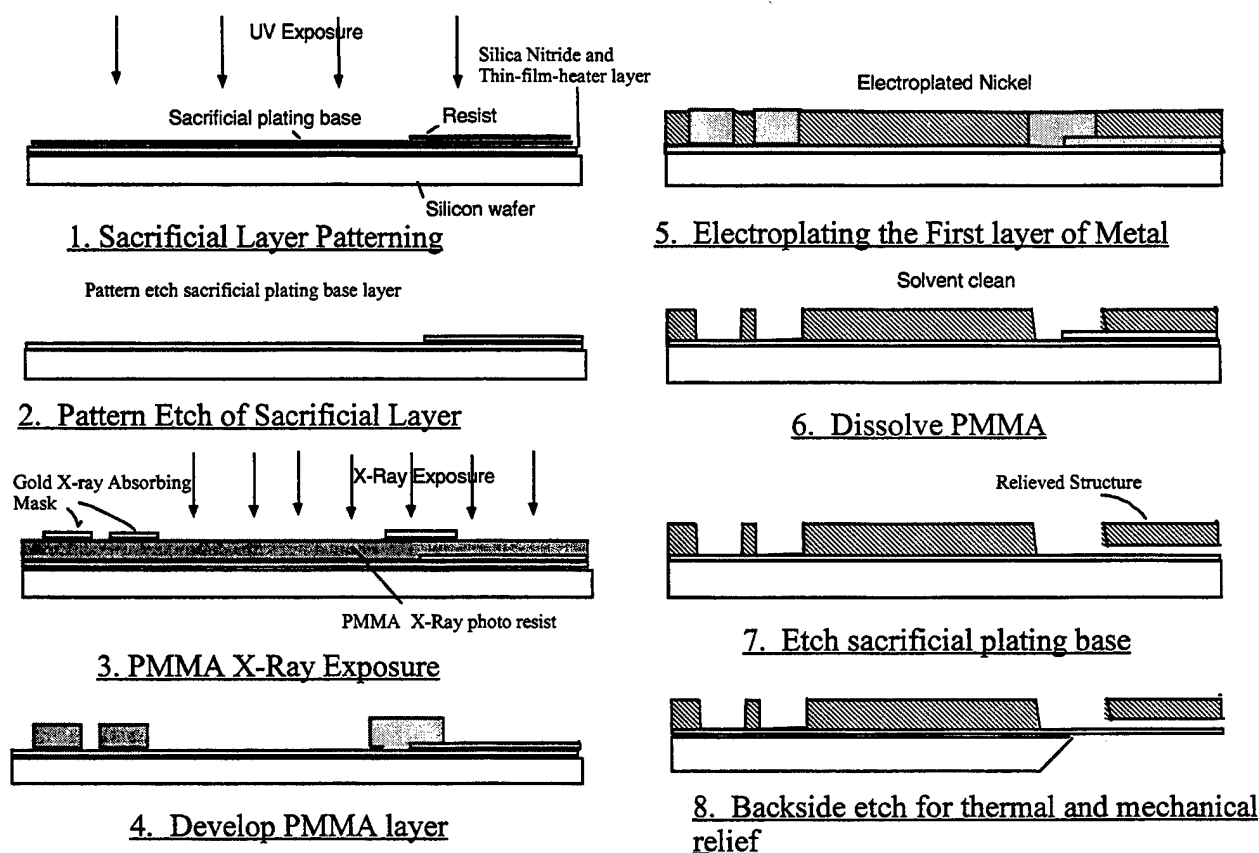 UV Exposure
Silica Nitride and
Thin-film-heater layer
Sacrificial plating base
Resist
Silicon wafer
1. Sacrificial Layer Patterning
Pattern etch sacrificial plating base layer
2. Pattern Etch of Sacrificial Layer
Gold X-ray Absorbing
Mask
X-Ray Exposure
PMMA X-Ray photo resist
3. PMMA X-Ray Exposure
4. Develop PMMA layer
Electroplated Nickel
5. Electroplating the First layer of Metal
Solvent clean
6. Dissolve PMMA
Relieved Structure
7. Etch sacrificial plating base
8. Backside etch for thermal and mechanical
relief